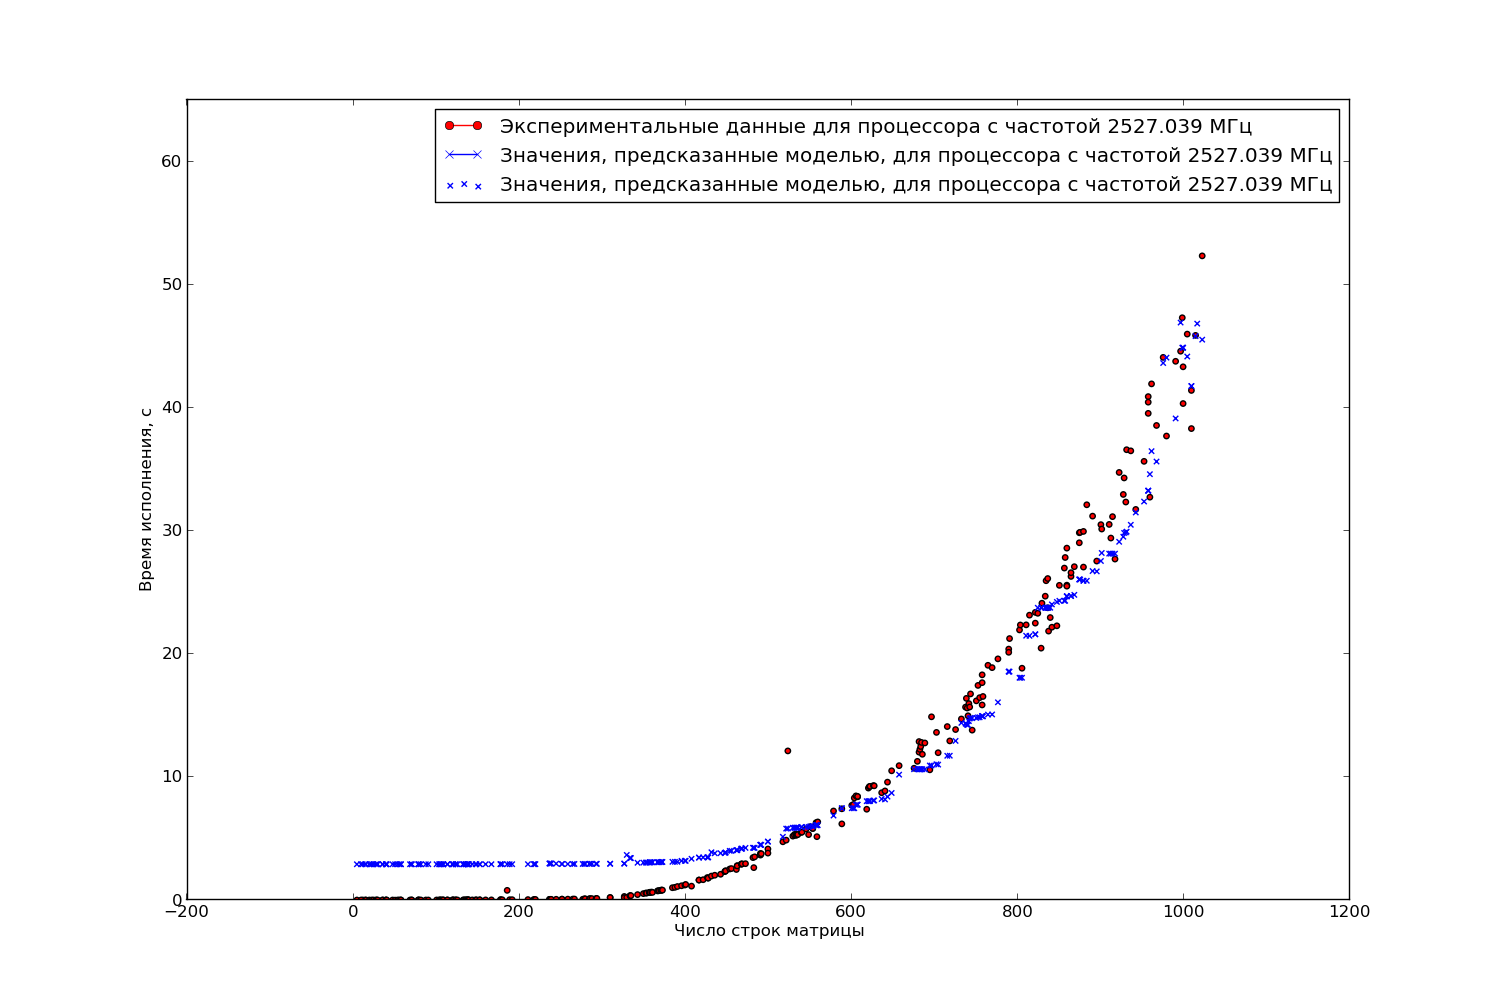 Экспериментальные данные для процессора с частотой 2527.039 МГц
Значения, предсказанные моделью, для процессора с частотой 2527.039 МГц
Значения, предсказанные моделью, для процессора с частотой 2527.039 МГц
60
50
40
30
20
10
0
Время исполнения, с
−200 0 200 400 600 800 1000 1200
Число строк матрицы